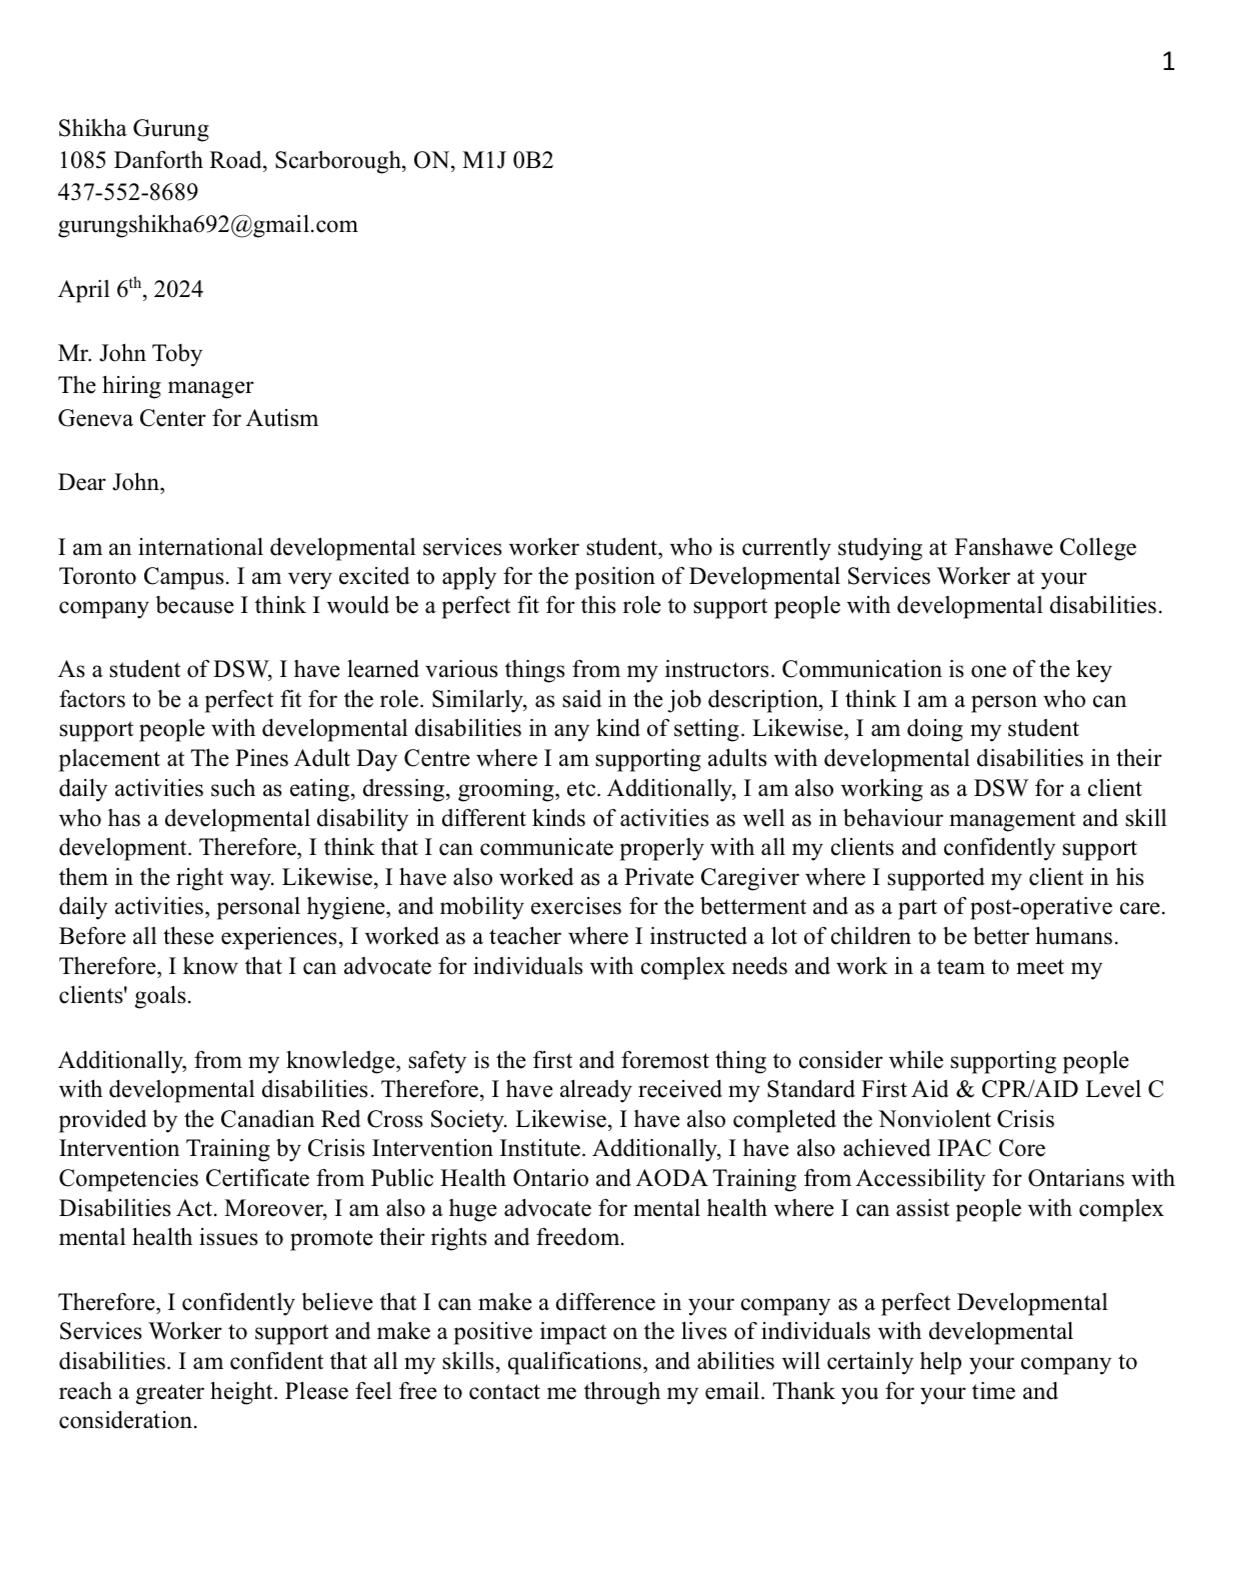 1
Shikha Gurung
1085 Danforth Road, Scarborough, ON, M1J 0B2
437-552-8689
gurungshikha692@gmail.com
April 6th, 2024
Mr. John Toby
The hiring manager
Geneva Center for Autism
Dear John,
I am an international developmental services worker student, who is currently studying at Fanshawe College
Toronto Campus. I am very excited to apply for the position of Developmental Services Worker at your
company because I think I would be a perfect fit for this role to support people with developmental disabilities.
As a student of DSW, I have learned various things from my instructors. Communication is one of the key
factors to be a perfect fit for the role. Similarly, as said in the job description, I think I am a person who can
support people with developmental disabilities in any kind of setting. Likewise, I am doing my student
placement at The Pines Adult Day Centre where I am supporting adults with developmental disabilities in their
daily activities such as eating, dressing, grooming, etc. Additionally, I am also working as a DSW for a client
who has a developmental disability in different kinds of activities as well as in behaviour management and skill
development. Therefore, I think that I can communicate properly with all my clients and confidently support
them in the right way. Likewise, I have also worked as a Private Caregiver where I supported my client in his
daily activities, personal hygiene, and mobility exercises for the betterment and as a part of post-operative care.
Before all these experiences, I worked as a teacher where I instructed a lot of children to be better humans.
Therefore, I know that I can advocate for individuals with complex needs and work in a team to meet my
clients' goals.
Additionally, from my knowledge, safety is the first and foremost thing to consider while supporting people
with developmental disabilities. Therefore, I have already received my Standard First Aid & CPR/AID Level C
provided by the Canadian Red Cross Society. Likewise, I have also completed the Nonviolent Crisis
Intervention Training by Crisis Intervention Institute. Additionally, I have also achieved IPAC Core
Competencies Certificate from Public Health Ontario and AODA Training from Accessibility for Ontarians with
Disabilities Act. Moreover, I am also a huge advocate for mental health where I can assist people with complex
mental health issues to promote their rights and freedom.
Therefore, I confidently believe that I can make a difference in your company as a perfect Developmental
Services Worker to support and make a positive impact on the lives of individuals with developmental
disabilities. I am confident that all my skills, qualifications, and abilities will certainly help your company to
reach a greater height. Please feel free to contact me through my email. Thank you for your time and
consideration.